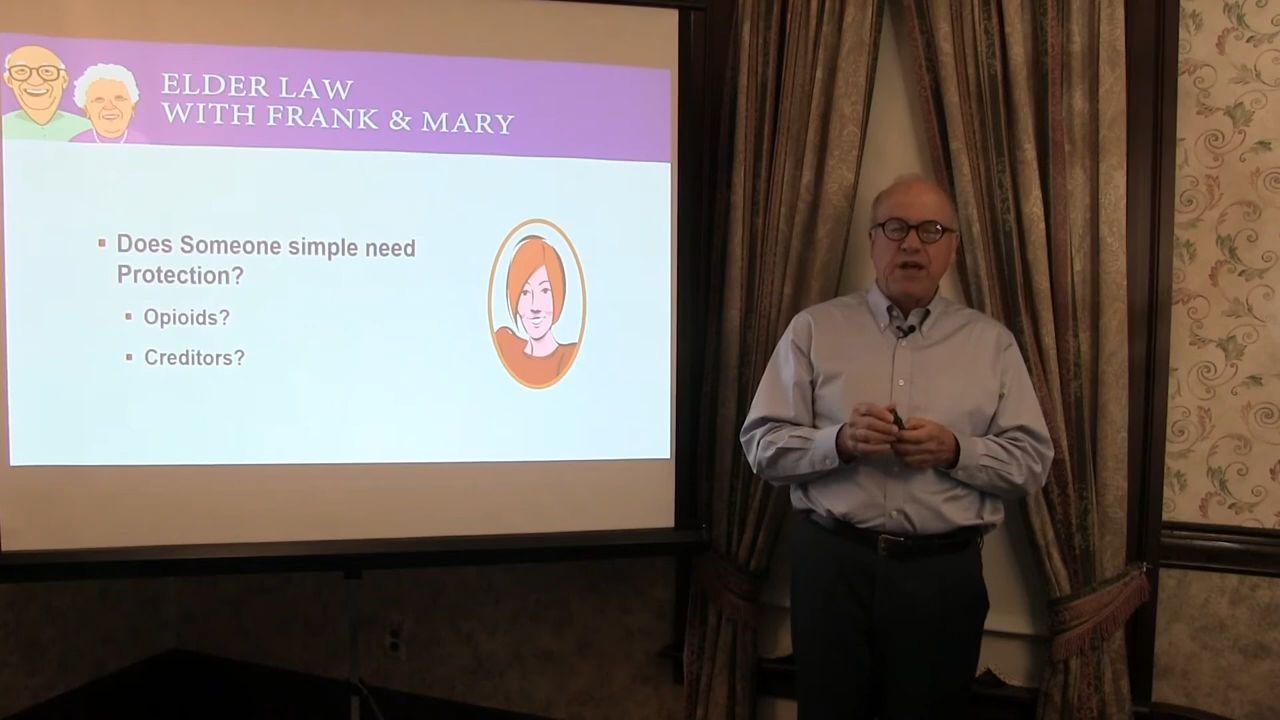 ELDER LAW
WITH FRANK & MARY
Does Someone simple need
Protection?
Opioids?
Creditors?